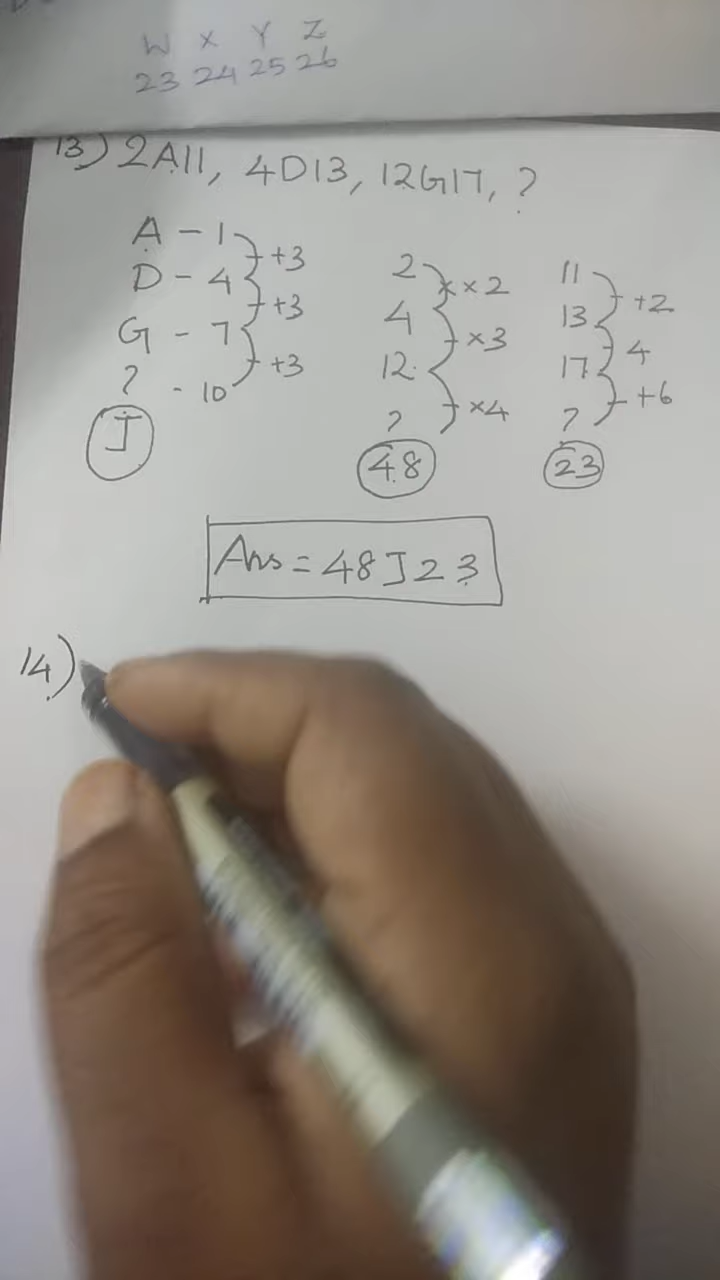 W X Y Z
23 24 25 26
13) 2A11, 4D13, 12G17, ?
A - 1
D - 4
G - 7
? - 10
J
+3
+3
+3
2
4
12
?
48
×2
×3
×4
11
13
17
?
23
+2
4
+6
Ans = 48J23
14)